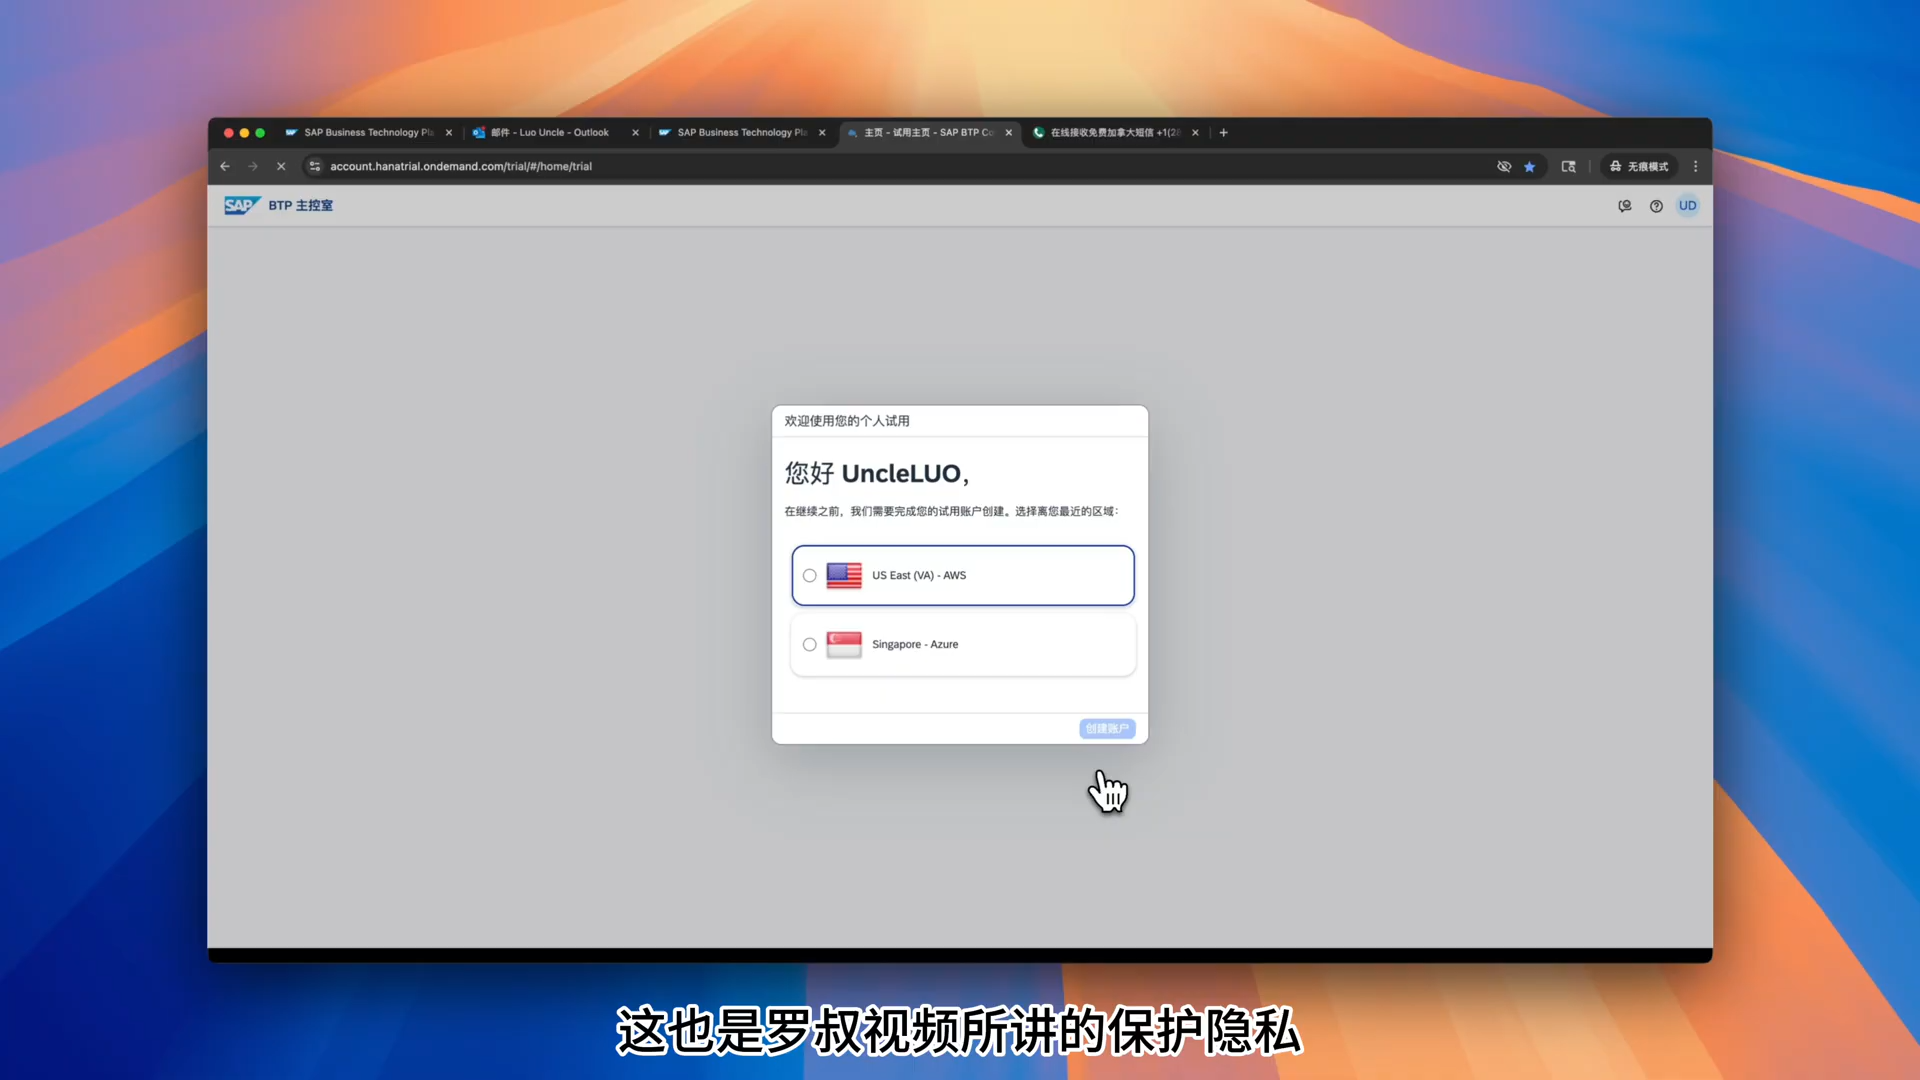 SAP Business Technology Pla
邮件 - Luo Uncle - Outlook
SAP Business Technology Pla
主页 - 试用主页 - SAP BTP Co
在线接收免费加拿大短信 +1(28
account.hanatrial.ondemand.com/trial/#/home/trial
无痕模式
SAP BTP 主控室
UD
欢迎使用您的个人试用
您好 UncleLUO,
在继续之前，我们需要完成您的试用账户创建。选择离您最近的区域：
US East (VA) - AWS
Singapore - Azure
创建账户
这也是罗叔视频所讲的保护隐私